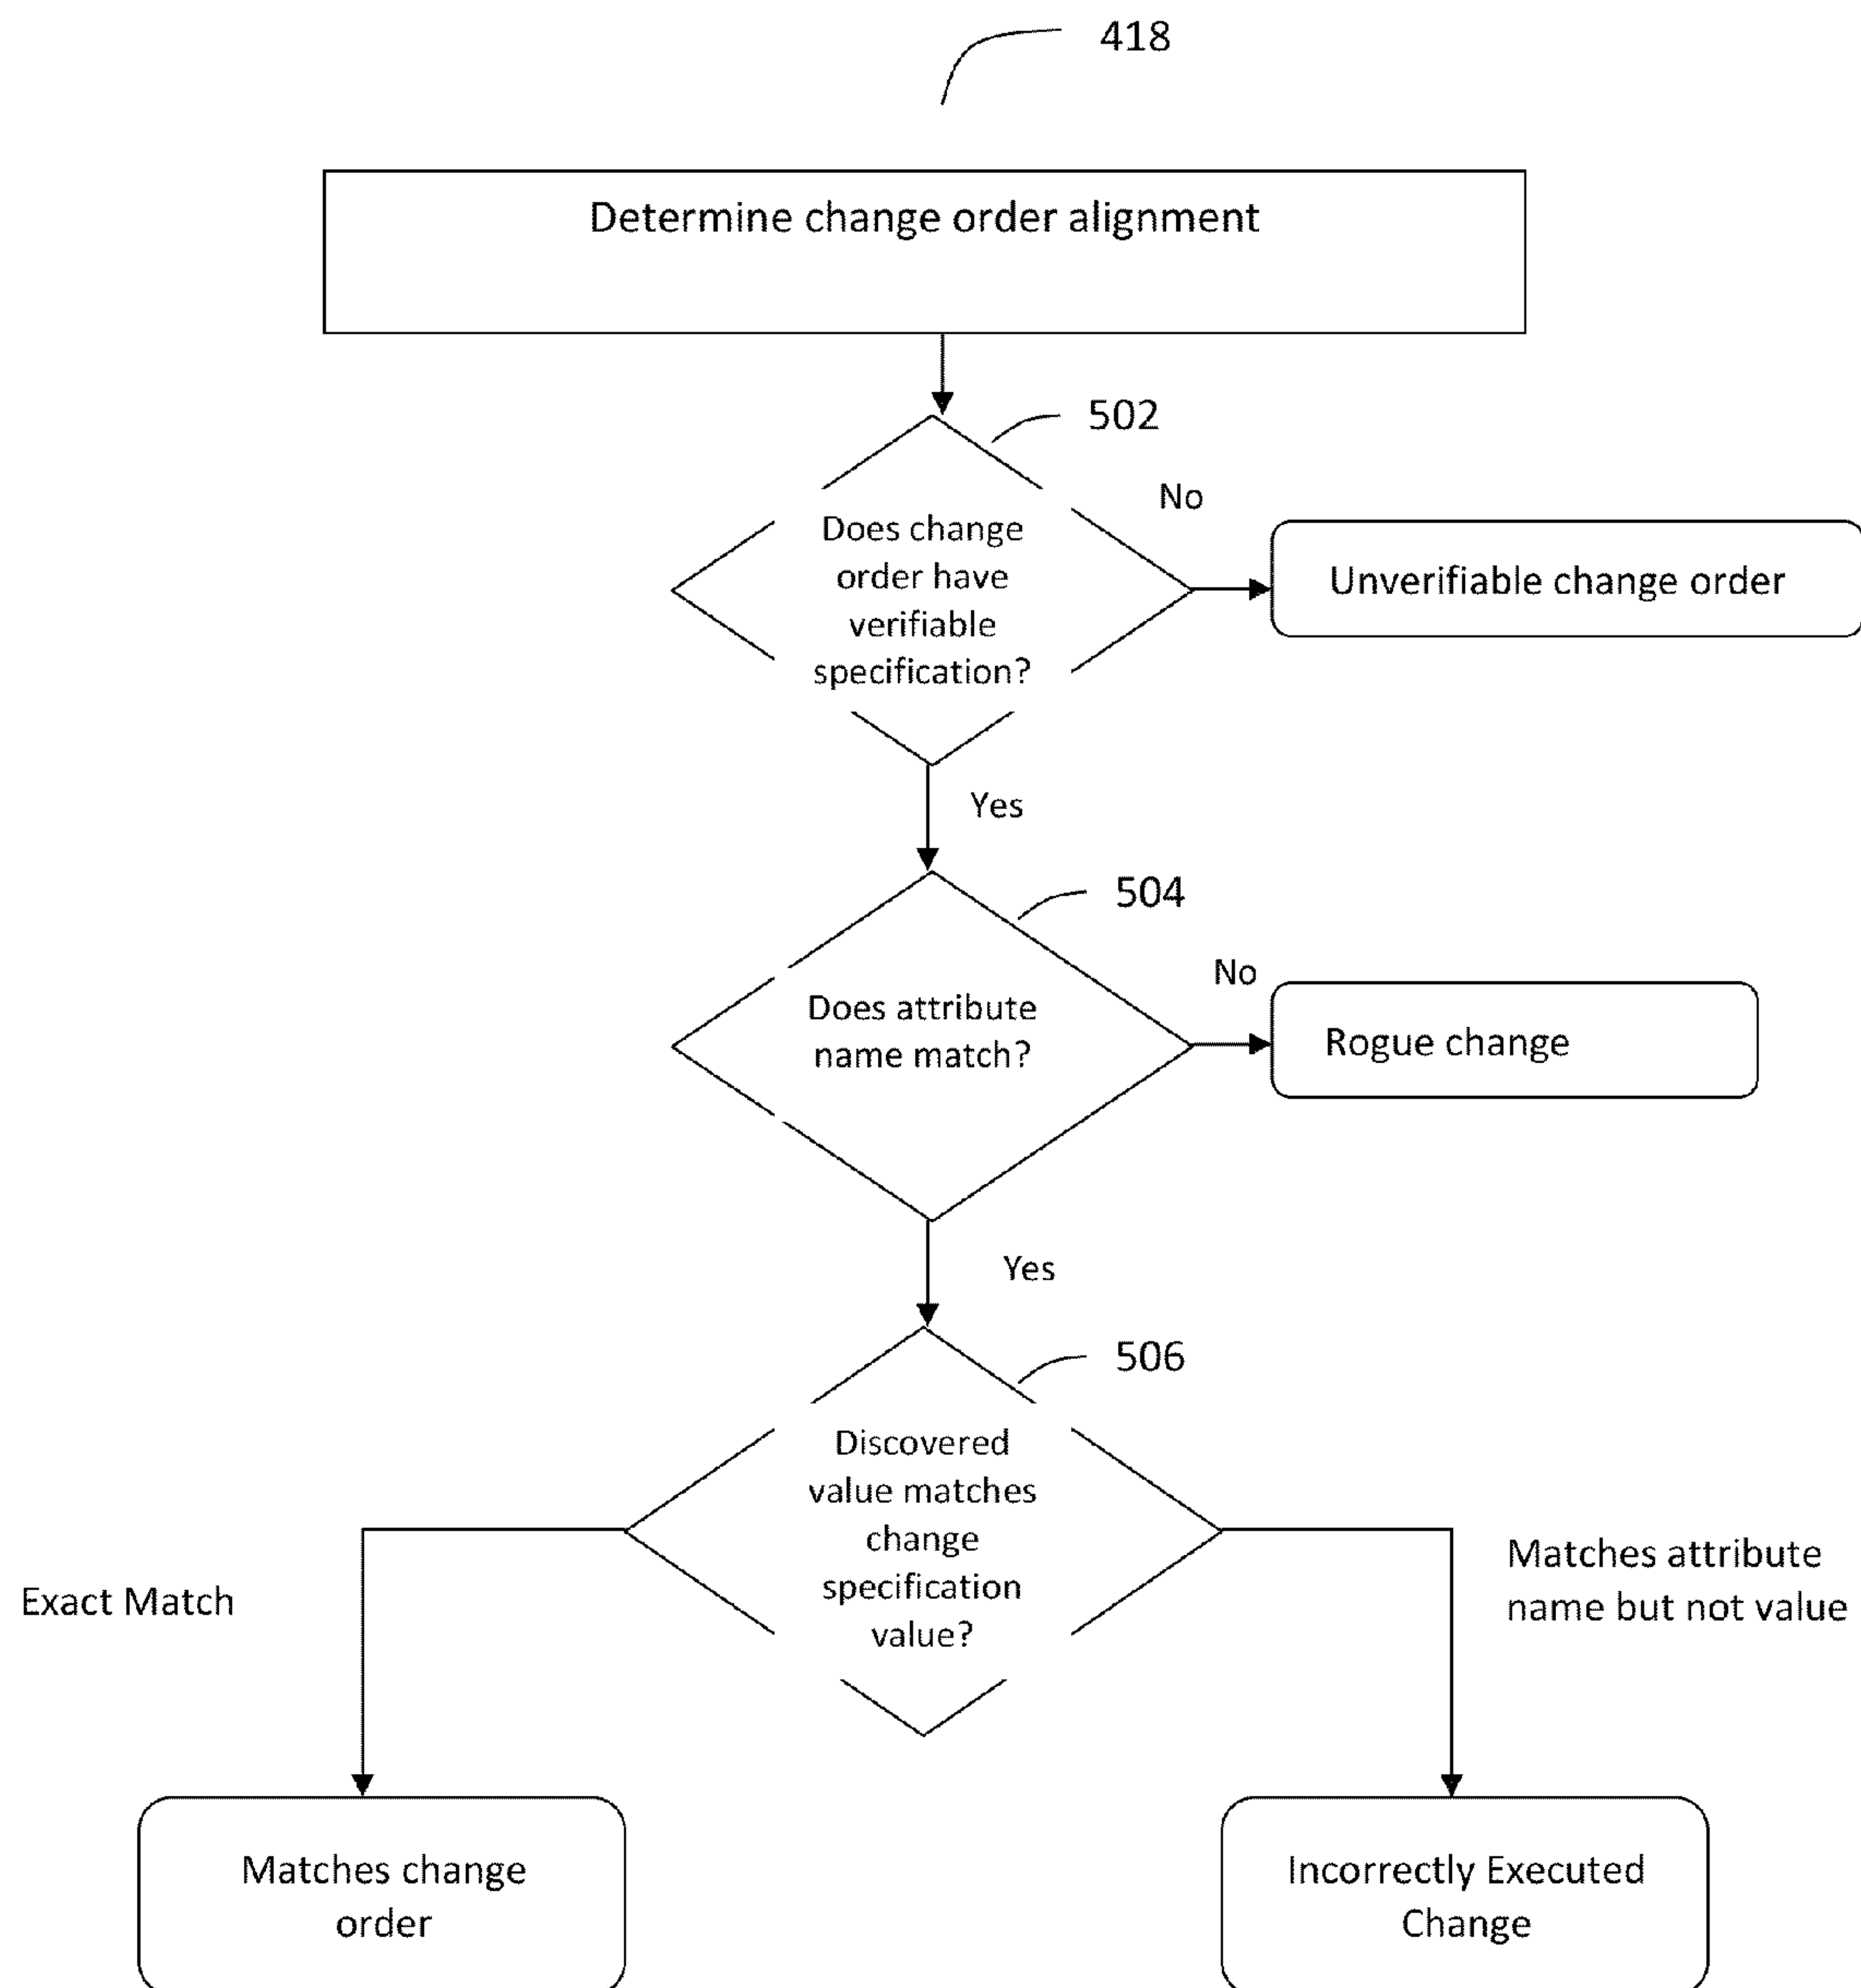 418
Determine change order alignment
502
No
Does change
order have
verifiable
specification?
Unverifiable change order
Yes
504
No
Does attribute
name match?
Rogue change
Yes
506
Discovered
value matches
change
specification
value?
Exact Match
Matches attribute
name but not value
Matches change
order
Incorrectly Executed
Change